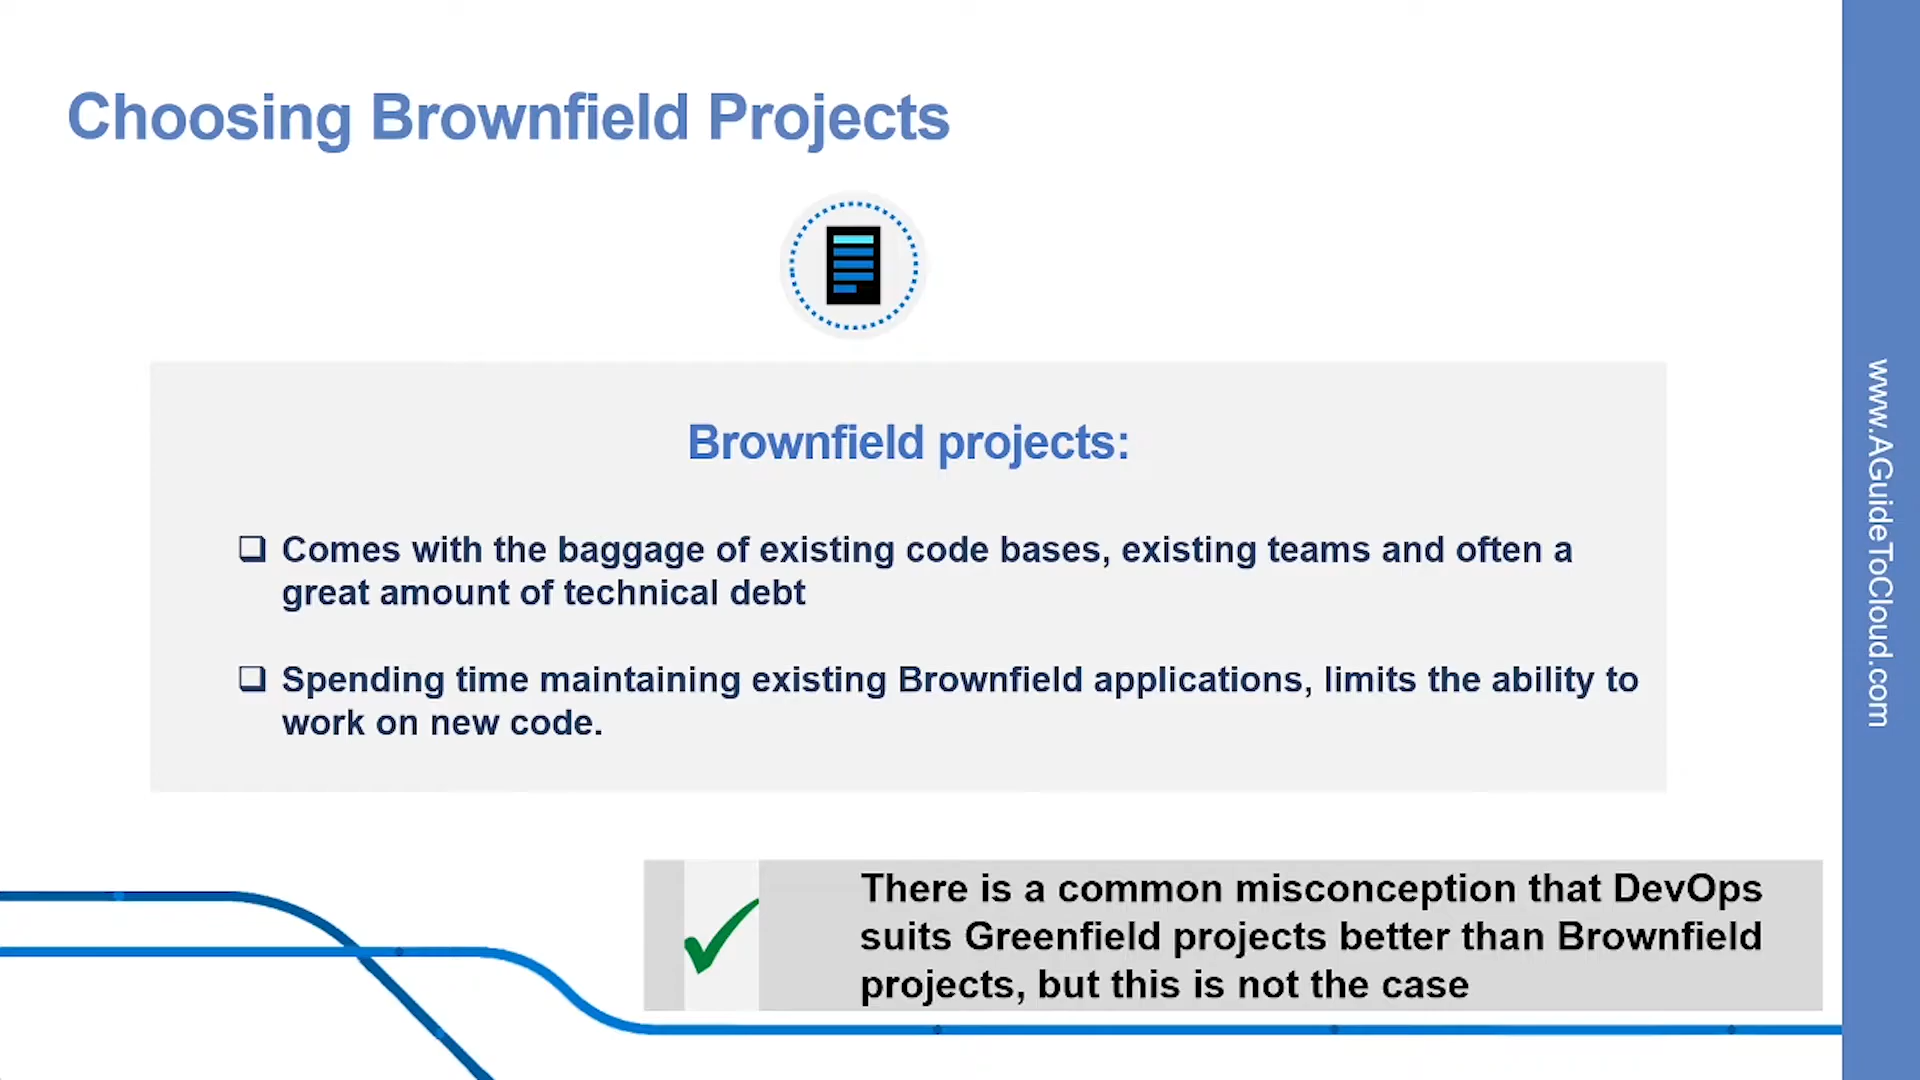 Choosing Brownfield Projects
Brownfield projects:
❑ Comes with the baggage of existing code bases, existing teams and often a
great amount of technical debt
❑ Spending time maintaining existing Brownfield applications, limits the ability to
work on new code.
There is a common misconception that DevOps
suits Greenfield projects better than Brownfield
projects, but this is not the case
www.AGuideToCloud.com